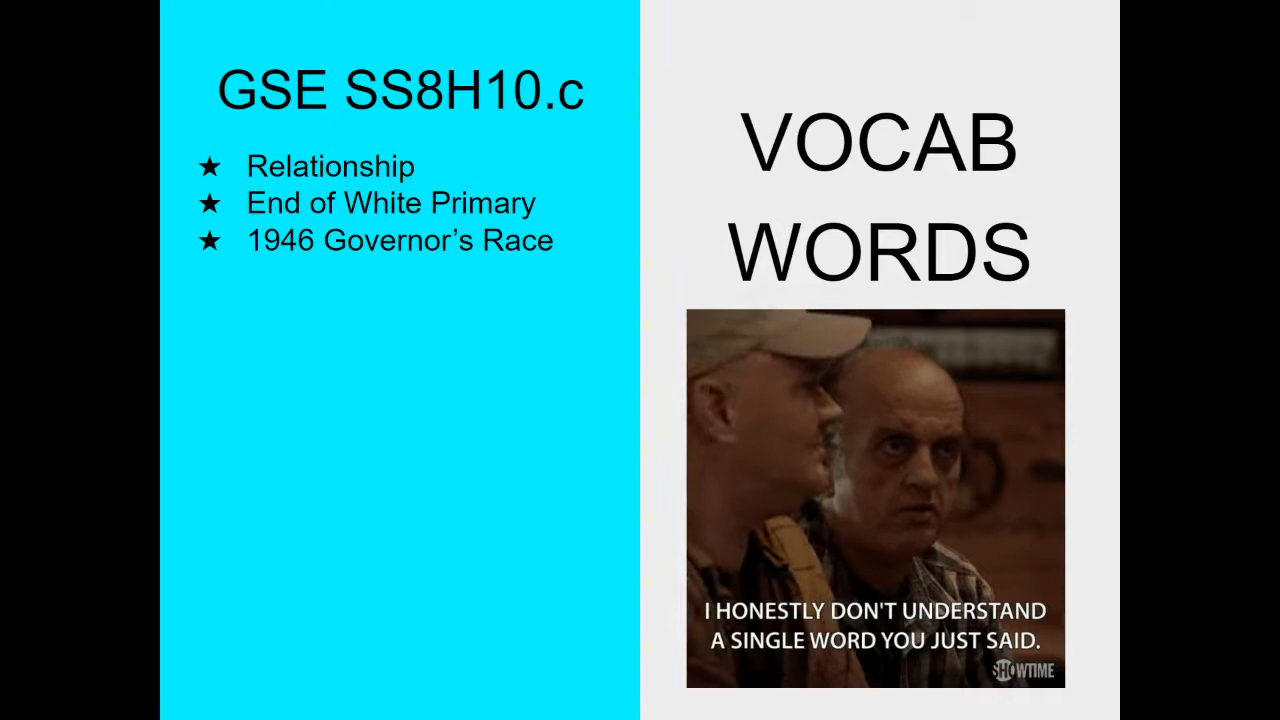 GSE SS8H10.c
★ Relationship
★ End of White Primary
★ 1946 Governor's Race
VOCAB
WORDS
I HONESTLY DON'T UNDERSTAND
A SINGLE WORD YOU JUST SAID.
SHOWTIME